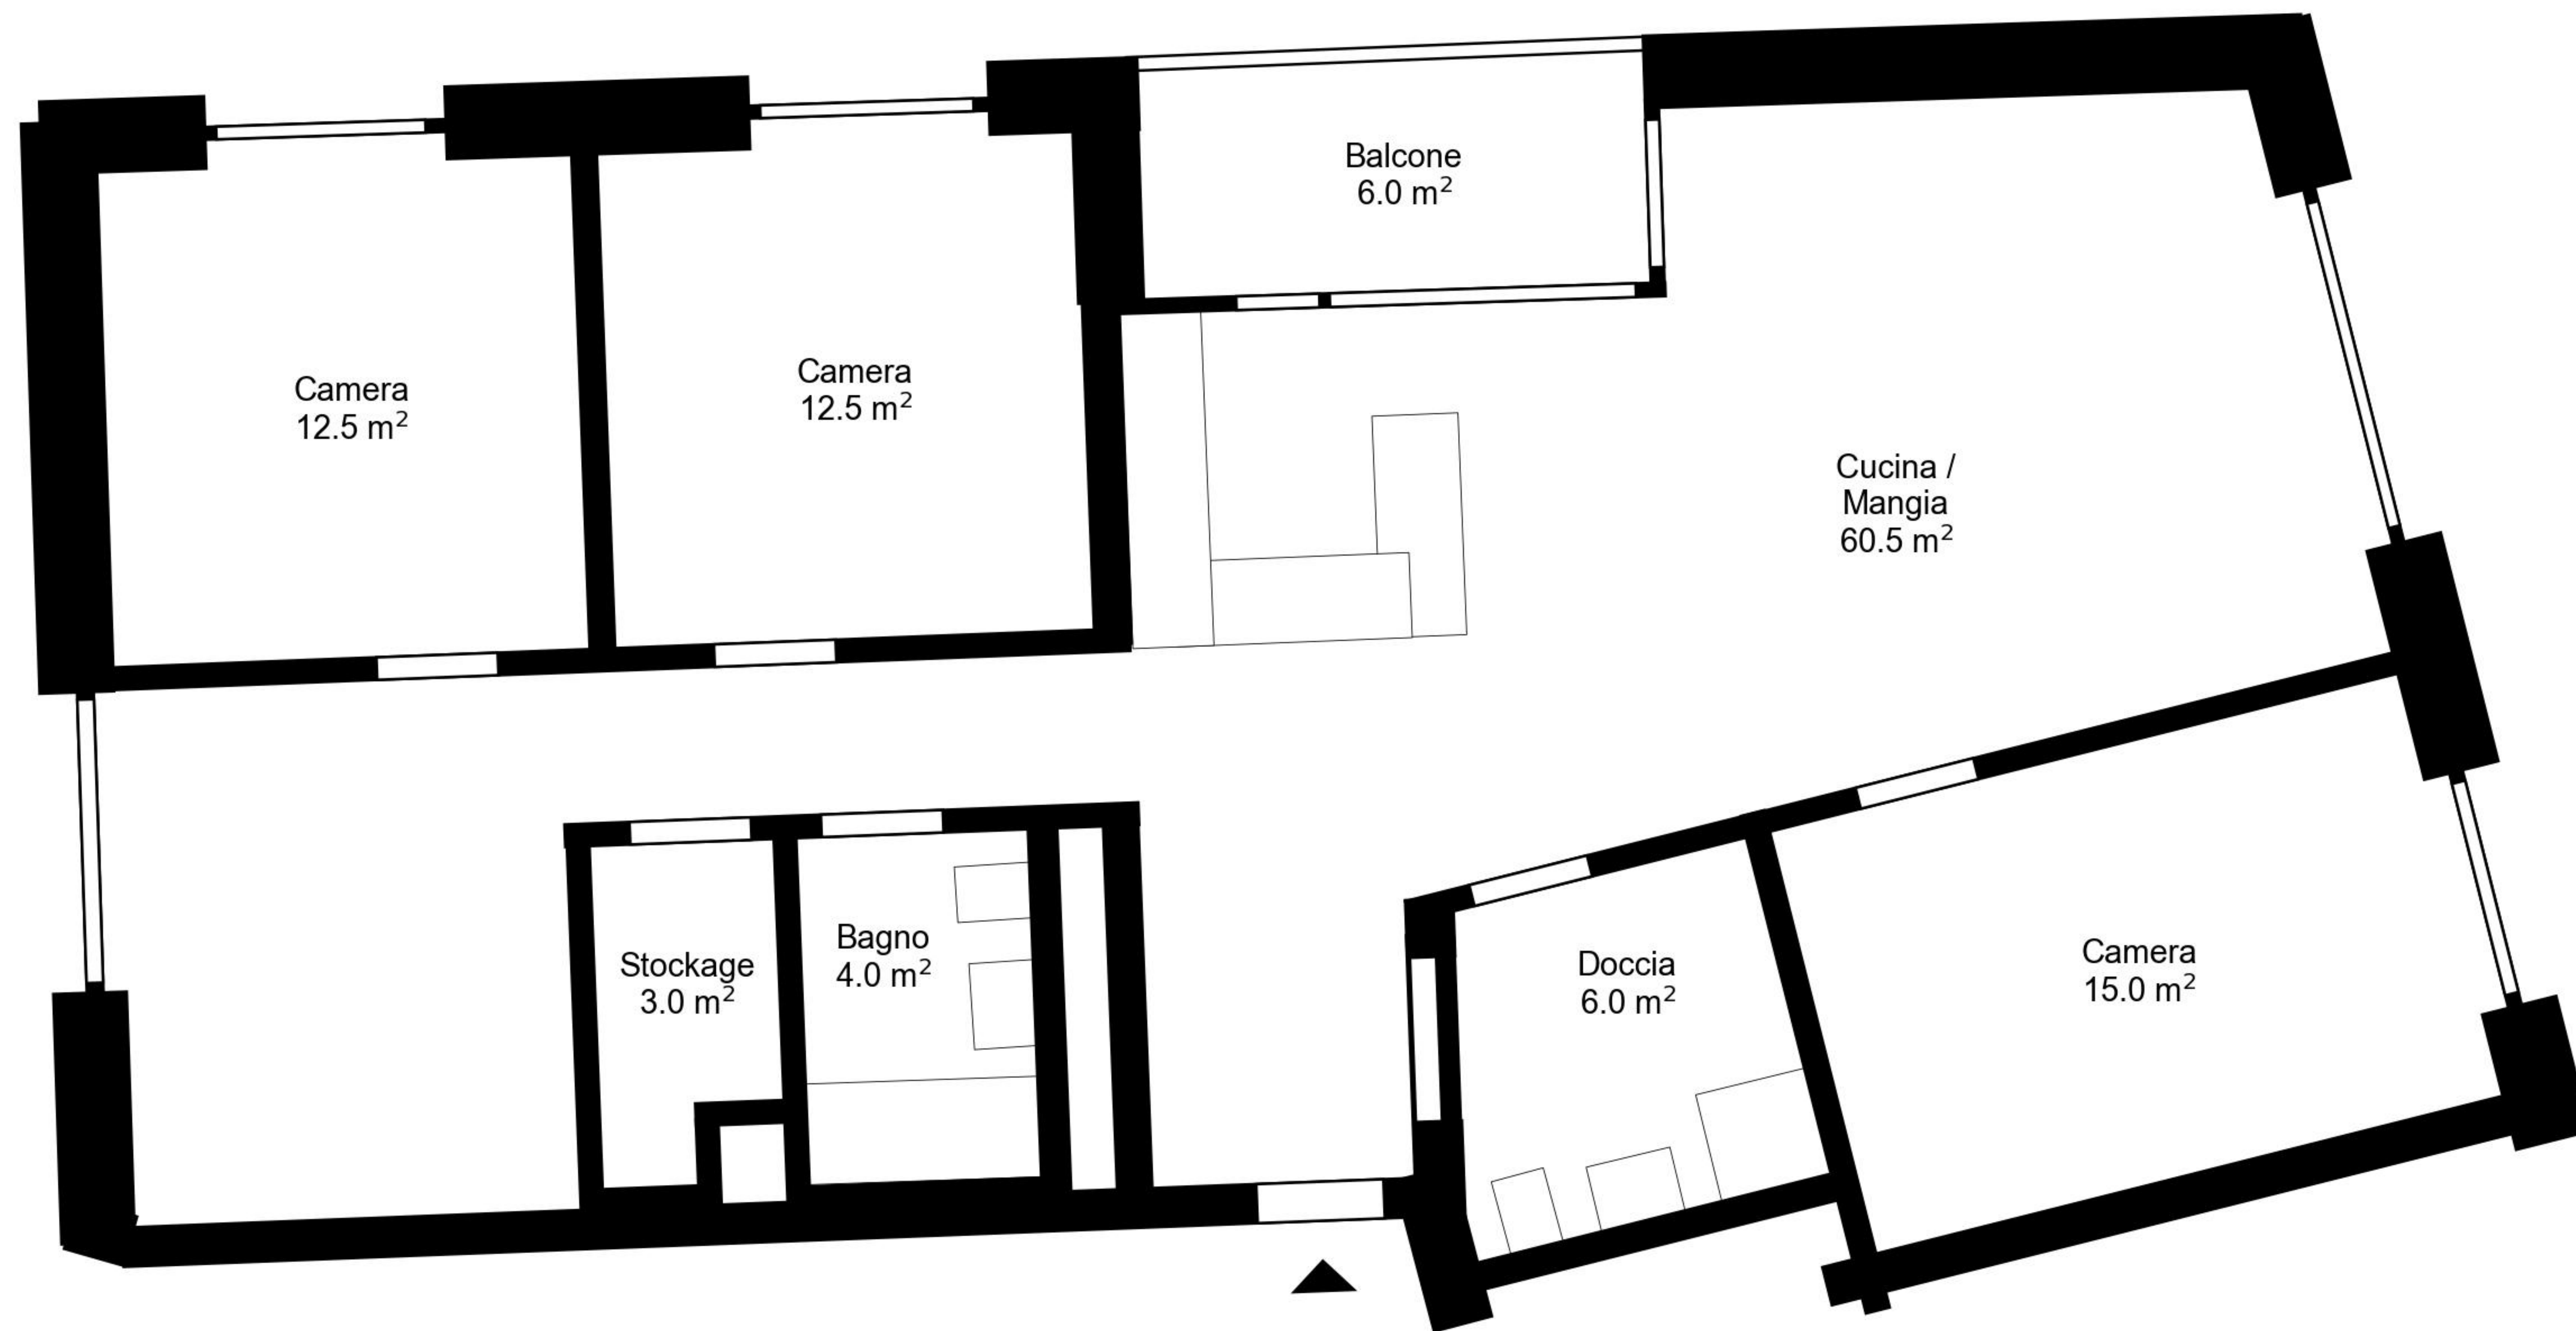 Balcone
6.0 m²
Camera
12.5 m²
Camera
12.5 m²
Cucina /
Mangia
60.5 m²
Stockage
3.0 m²
Bagno
4.0 m²
Doccia
6.0 m²
Camera
15.0 m²